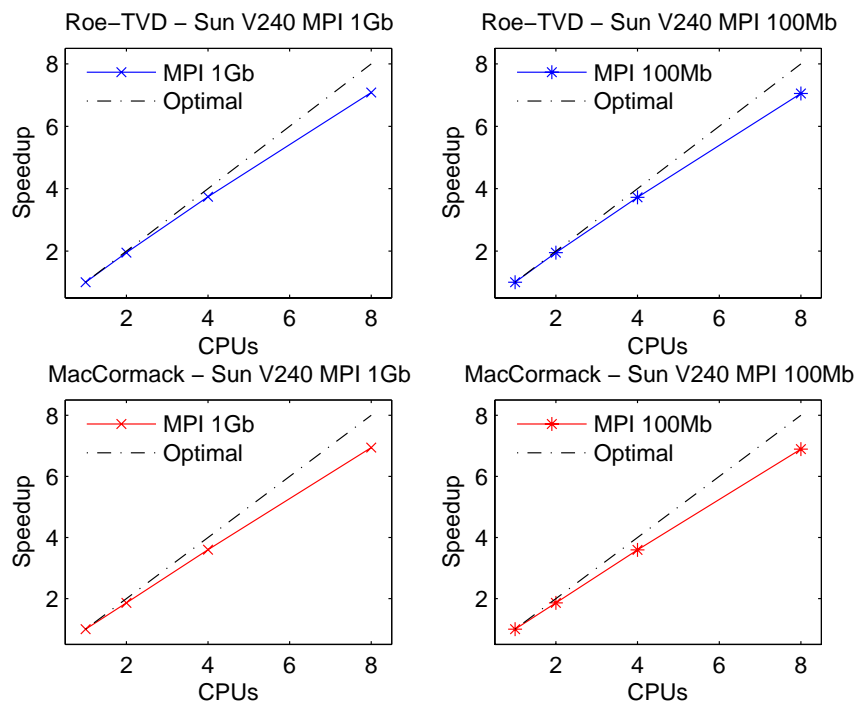 Roe−TVD − Sun V240 MPI 1Gb
8
6
4
2
Speedup
MPI 1Gb
Optimal
2
4
6
8
CPUs
Roe−TVD − Sun V240 MPI 100Mb
8
6
4
2
Speedup
MPI 100Mb
Optimal
2
4
6
8
CPUs
MacCormack − Sun V240 MPI 1Gb
8
6
4
2
Speedup
MPI 1Gb
Optimal
2
4
6
8
CPUs
MacCormack − Sun V240 MPI 100Mb
8
6
4
2
Speedup
MPI 100Mb
Optimal
2
4
6
8
CPUs